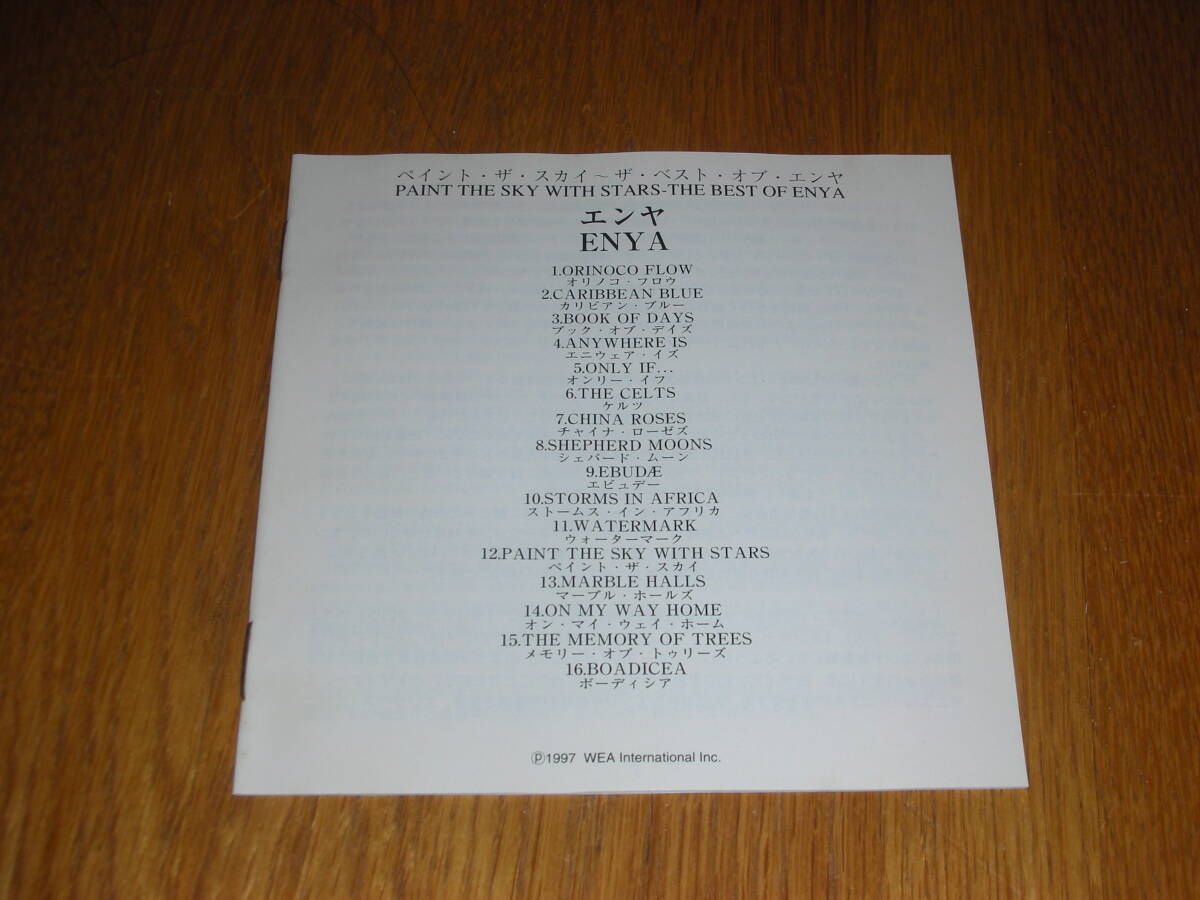 ペイント・ザ・スカイ～ザ・ベスト・オブ・エンヤ
PAINT THE SKY WITH STARS-THE BEST OF ENYA
エンヤ
ENYA
1.ORINOCO FLOW
オリノコ・フロウ
2.CARIBBEAN BLUE
カリビアン・ブルー
3.BOOK OF DAYS
ブック・オブ・デイズ
4.ANYWHERE IS
エニウェア・イズ
5.ONLY IF...
オンリー・イフ
6.THE CELTS
ケルツ
7.CHINA ROSES
チャイナ・ローゼズ
8.SHEPHERD MOONS
シェパード・ムーン
9.EBUDÆ
エビュデー
10.STORMS IN AFRICA
ストームス・イン・アフリカ
11.WATERMARK
ウォーターマーク
12.PAINT THE SKY WITH STARS
ペイント・ザ・スカイ
13.MARBLE HALLS
マーブル・ホールズ
14.ON MY WAY HOME
オン・マイ・ウェイ・ホーム
15.THE MEMORY OF TREES
メモリー・オブ・トゥリーズ
16.BOADICEA
ボーディシア
℗1997 WEA International Inc.